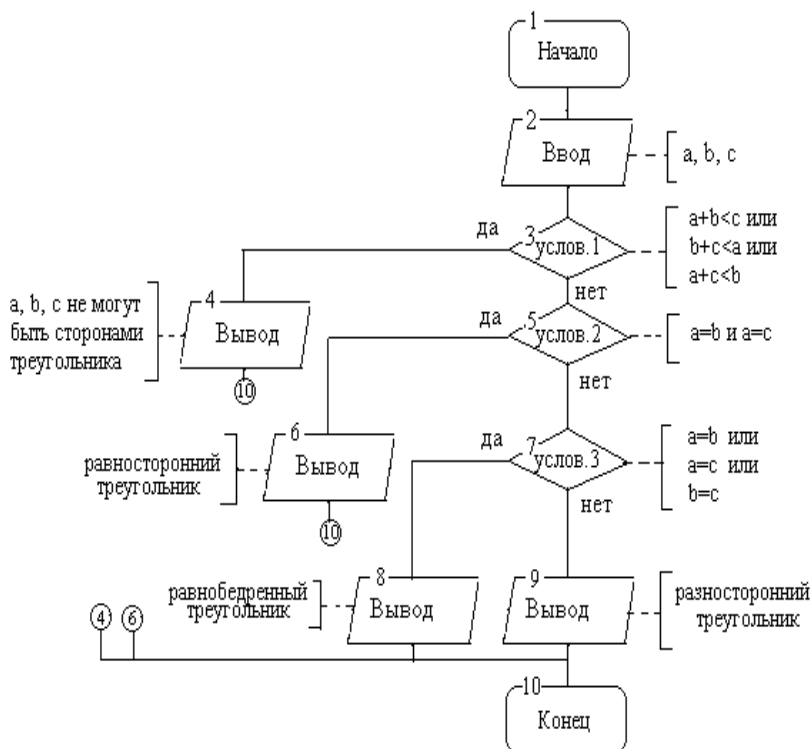 1
Начало
2
Ввод
a, b, c
3
услов.1
да
нет
a+b<c или
b+c<a или
a+c<b
4
Вывод
a, b, c не могут
быть сторонами
треугольника
10
5
услов.2
да
нет
a=b и a=c
6
Вывод
равносторонний
треугольник
10
7
услов.3
да
нет
a=b или
a=c или
b=c
8
Вывод
равнобедренный
треугольник
9
Вывод
разносторонний
треугольник
4
6
10
Конец